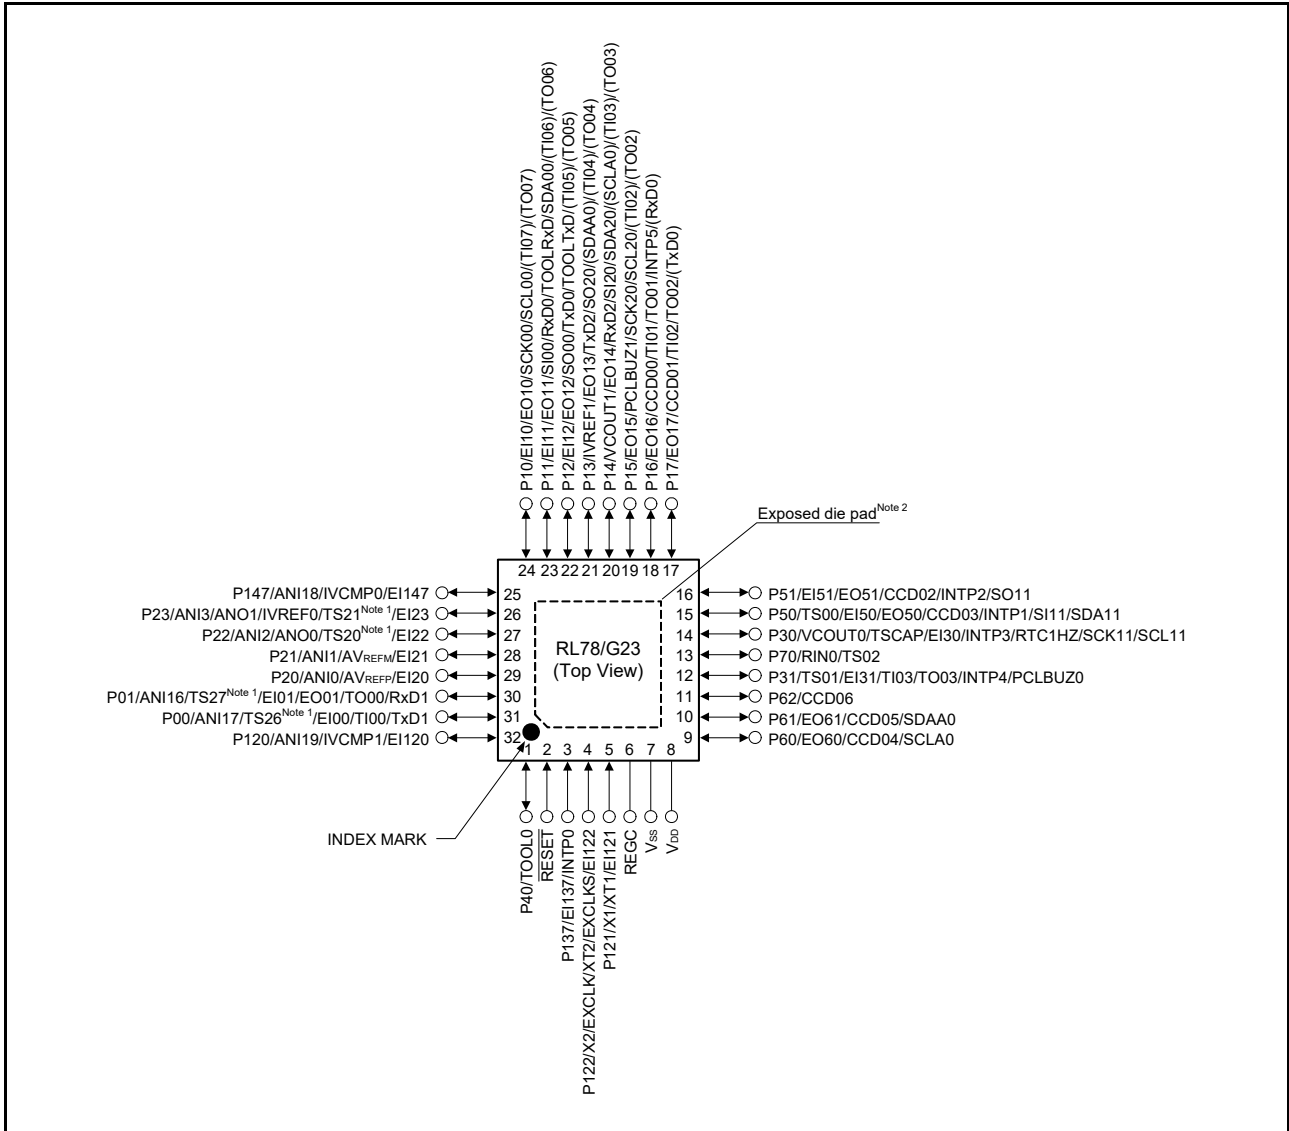 P10/EI10/EO10/SCK00/SCL00/(TI07)/(TO07)
P11/EI11/EO11/SI00/RxD0/TOOLRxD/SDA00/(TI06)/(TO06)
P12/EI12/EO12/SO00/TxD0/TOOLTxD/(TI05)/(TO05)
P13/IVREF1/EO13/TxD2/SO20/(SDAA0)/(TI04)/(TO04)
P14/VCOUT1/EO14/RxD2/SI20/SDA20/(SCLA0)/(TI03)/(TO03)
P15/EO15/PCLBUZ1/SCK20/SCL20/(TI02)/(TO02)
P16/EO16/CCD00/TI01/TO01/INTP5/(RxD0)
P17/EO17/CCD01/TI02/TO02/(TxD0)
Exposed die pad Note 2
24 23 22 21 20 19 18 17
P147/ANI18/IVCMP0/EI147 25
P23/ANI3/ANO1/IVREF0/TS21 Note 1/EI23 26
P22/ANI2/ANO0/TS20 Note 1/EI22 27
P21/ANI1/AVREFM/EI21 28
P20/ANI0/AVREFP/EI20 29
P01/ANI16/TS27 Note 1/EI01/EO01/TO00/RxD1 30
P00/ANI17/TS26 Note 1/EI00/TI00/TxD1 31
P120/ANI19/IVCMP1/EI120 32
RL78/G23
(Top View)
16 P51/EI51/EO51/CCD02/INTP2/SO11
15 P50/TS00/EI50/EO50/CCD03/INTP1/SI11/SDA11
14 P30/VCOUT0/TSCAP/EI30/INTP3/RTC1HZ/SCK11/SCL11
13 P70/RIN0/TS02
12 P31/TS01/EI31/TI03/TO03/INTP4/PCLBUZ0
11 P62/CCD06
10 P61/EO61/CCD05/SDAA0
9 P60/EO60/CCD04/SCLA0
1 2 3 4 5 6 7 8
INDEX MARK
P40/TOOL0
RESET
P137/EI137/INTP0
P122/X2/EXCLK/XT2/EXCLKS/EI122
P121/X1/XT1/EI121
REGC
VSS
VDD